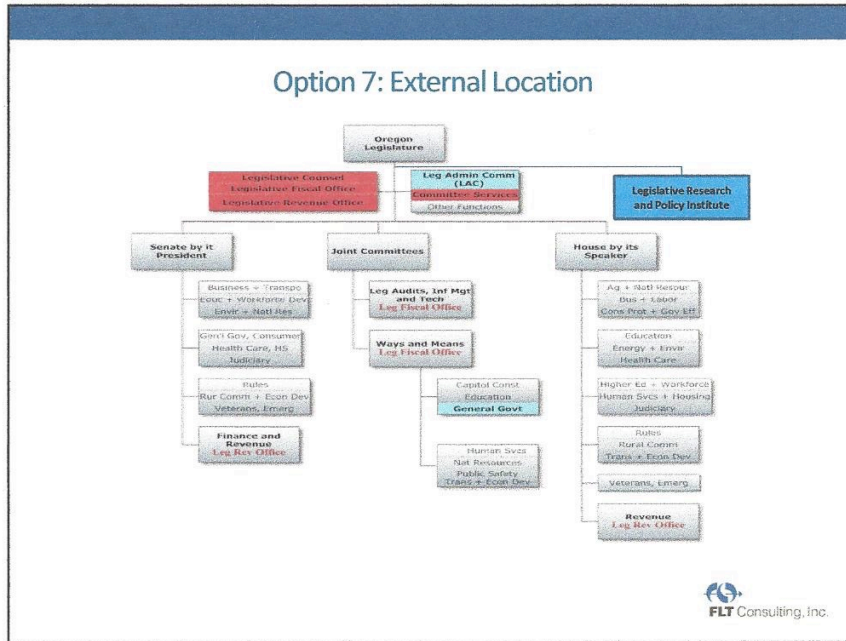 Option 7: External Location
Oregon
Legislature
Legislative Counsel
Legislative Fiscal Office
Legislative Revenue Office
Leg Admin Comm
(LAC)
Committee Services
Other Functions
Legislative Research
and Policy Institute
Senate by it
President
Joint Committees
House by its
Speaker
Business + Transpo
Educ + Workforce Dev
Envir + Natl Res
Gen'l Gov, Consumer
Health Care, HS
Judiciary
Rules
Rur Comm + Econ Dev
Veterans, Emerg
Finance and
Revenue
Leg Rev Office
Leg Audits, Inf Mgt
and Tech
Leg Fiscal Office
Ways and Means
Leg Fiscal Office
Capitol Const
Education
General Govt
Human Svcs
Nat Resources
Public Safety
Trans + Econ Dev
Ag + Natl Resour
Bus + Labor
Cons Prot + Gov Eff
Education
Energy + Envir
Health Care
Higher Ed + Workforce
Human Svcs + Housing
Judiciary
Rules
Rural Comm
Trans + Econ Dev
Veterans, Emerg
Revenue
Leg Rev Office
FLT Consulting, Inc.